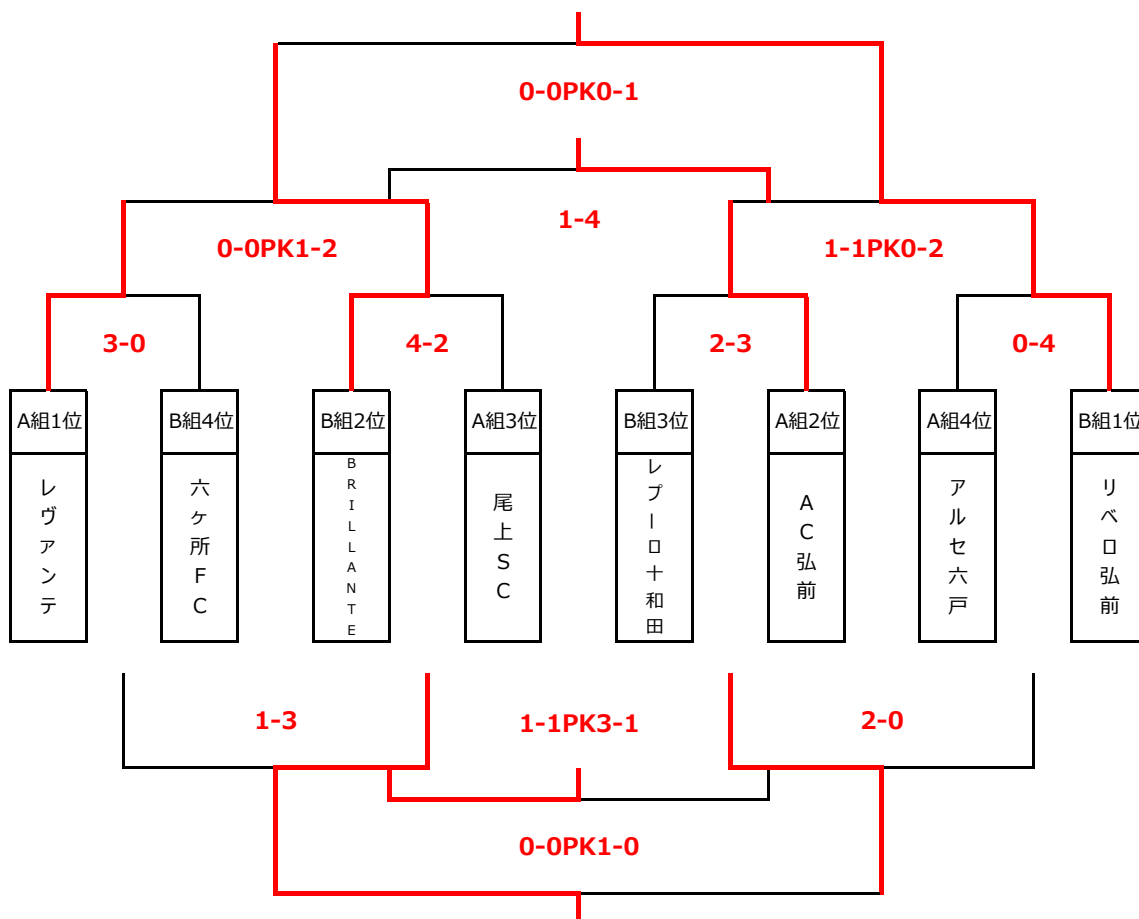 0-0PK0-1
1-4
0-0PK1-2
1-1PK0-2
3-0
4-2
2-3
0-4
A組1位
B組4位
B組2位
A組3位
B組3位
A組2位
A組4位
B組1位
レヴァンテ
六ヶ所FC
BRILLANTE
尾上SC
レプーロ十和田
AC弘前
アルセ六戸
リベロ弘前
1-3
1-1PK3-1
2-0
0-0PK1-0